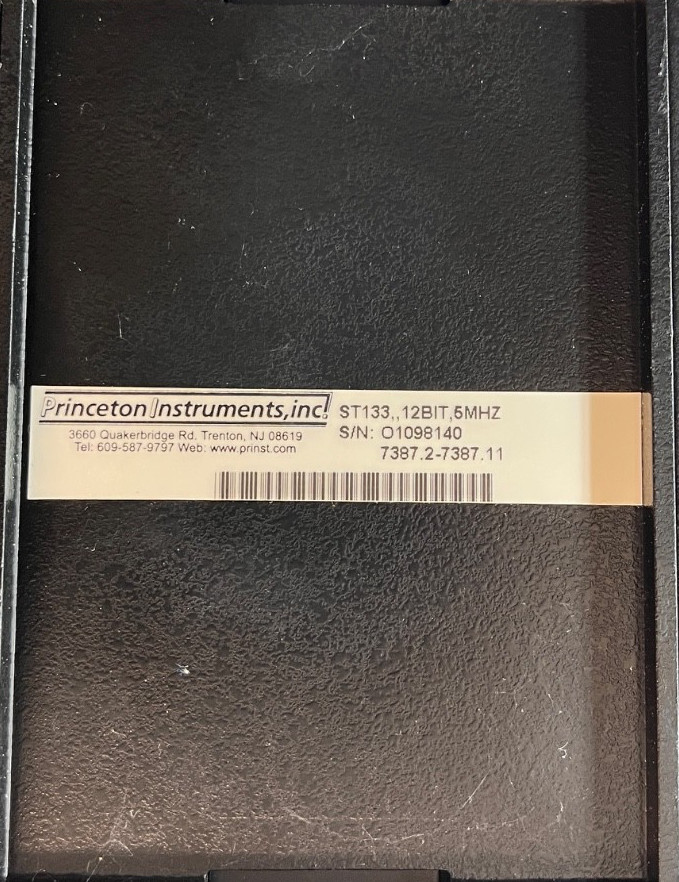 Princeton Instruments, inc.
3660 Quakerbridge Rd. Trenton, NJ 08619
Tel: 609-587-9797 Web: www.prinst.com
ST133,,12BIT,5MHZ
S/N: O1098140
7387.2-7387.11